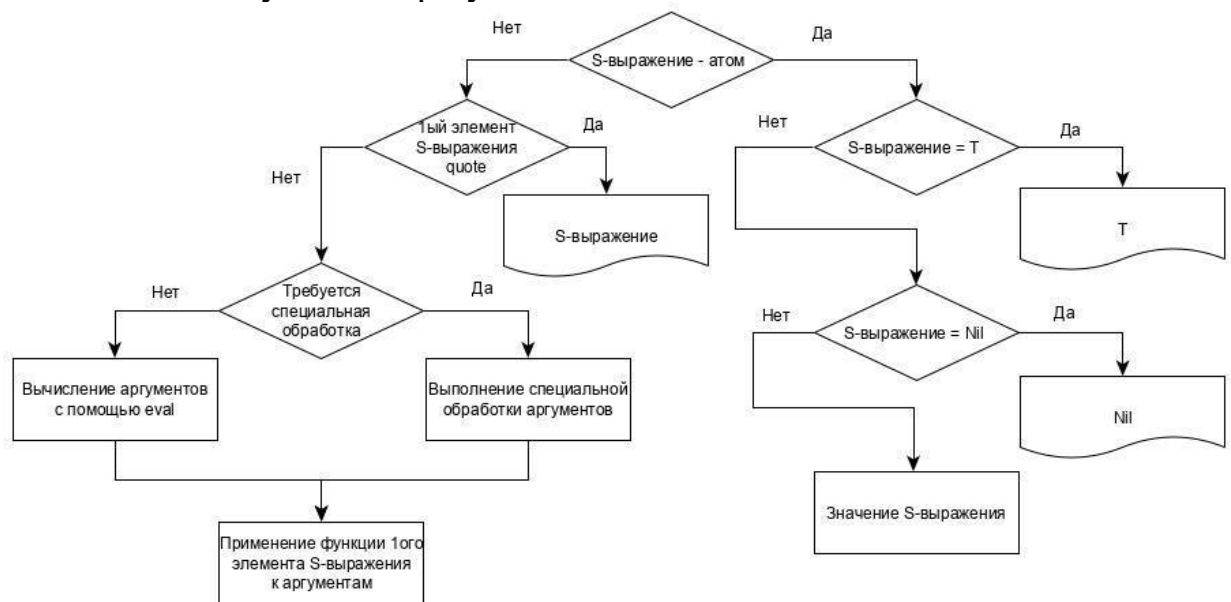 Нет
Да
S-выражение - атом
1ый элемент
S-выражения
quote
Да
Нет
S-выражение = T
Да
Нет
S-выражение
T
Требуется
специальная
обработка
Нет
Да
S-выражение = Nil
Нет
Да
Вычисление аргументов
с помощью eval
Выполнение специальной
обработки аргументов
Nil
Значение S-выражения
Применение функции 1ого
элемента S-выражения
к аргументам